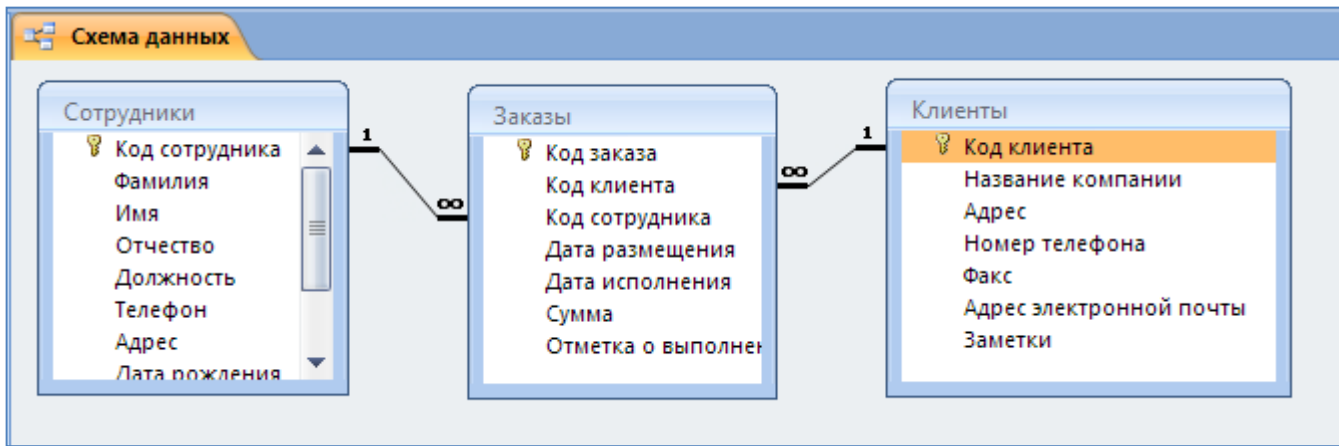 Схема данных
Сотрудники
Код сотрудника
Фамилия
Имя
Отчество
Должность
Телефон
Адрес
Дата рождения
1
∞
Заказы
Код заказа
Код клиента
Код сотрудника
Дата размещения
Дата исполнения
Сумма
Отметка о выполнен
∞
1
Клиенты
Код клиента
Название компании
Адрес
Номер телефона
Факс
Адрес электронной почты
Заметки